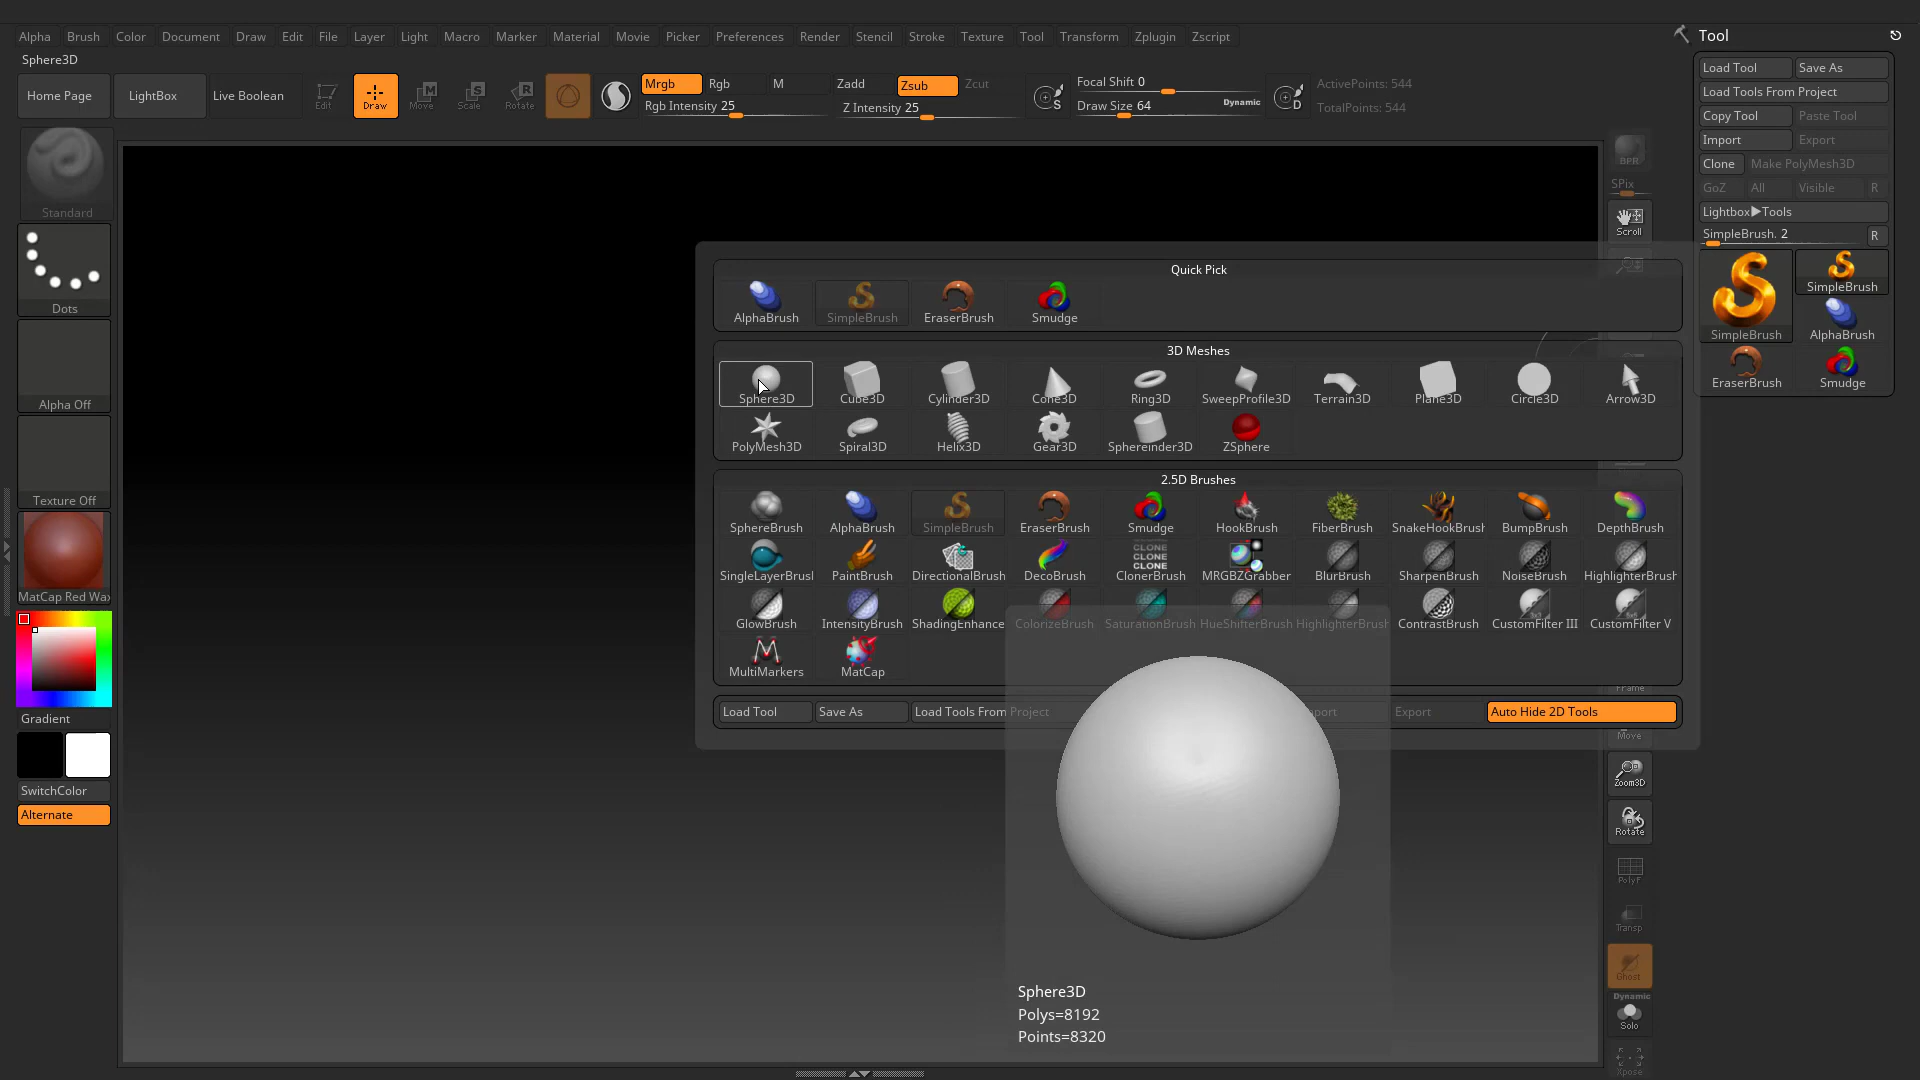 Alpha Brush Color Document Draw Edit File Layer Light Macro Marker Material Movie Picker Preferences Render Stencil Stroke Texture Tool Transform Zplugin Zscript
Tool
Sphere3D
Home Page LightBox Live Boolean Edit Draw Move Scale Rotate
Mrgb Rgb M Zadd Zsub Zcut
Rgb Intensity 25 Z Intensity 25
S
Focal Shift 0
Draw Size 64 Dynamic
D
ActivePoints: 544
TotalPoints: 544
Load Tool Save As
Load Tools From Project
Copy Tool Paste Tool
Import Export
Clone Make PolyMesh3D
GoZ All Visible R
Lightbox▶Tools
SimpleBrush. 2 R
SimpleBrush SimpleBrush
AlphaBrush
EraserBrush Smudge
Standard
Dots
Alpha Off
Texture Off
MatCap Red Wax
Gradient
SwitchColor
Alternate
Quick Pick
AlphaBrush SimpleBrush EraserBrush Smudge
3D Meshes
Sphere3D Cube3D Cylinder3D Cone3D Ring3D SweepProfile3D Terrain3D Plane3D Circle3D Arrow3D
PolyMesh3D Spiral3D Helix3D Gear3D Sphereinder3D ZSphere
2.5D Brushes
SphereBrush AlphaBrush SimpleBrush EraserBrush Smudge HookBrush FiberBrush SnakeHookBrush BumpBrush DepthBrush
CLONE
CLONE
CLONE
SingleLayerBrusl PaintBrush DirectionalBrush DecoBrush ClonerBrush MRGBZGrabber BlurBrush SharpenBrush NoiseBrush HighlighterBrush
GlowBrush IntensityBrush ShadingEnhance ColorizeBrush SaturationBrush HueShifterBrush HighlighterBrush ContrastBrush CustomFilter III CustomFilter V
MultiMarkers MatCap
Load Tool Save As Load Tools From Project port Export Auto Hide 2D Tools
Sphere3D
Polys=8192
Points=8320
BPR
SPix
Scroll
Frame
Move
Zoom3D
Rotate
PolyF
Transp
Ghost
Dynamic
Solo
Xpose